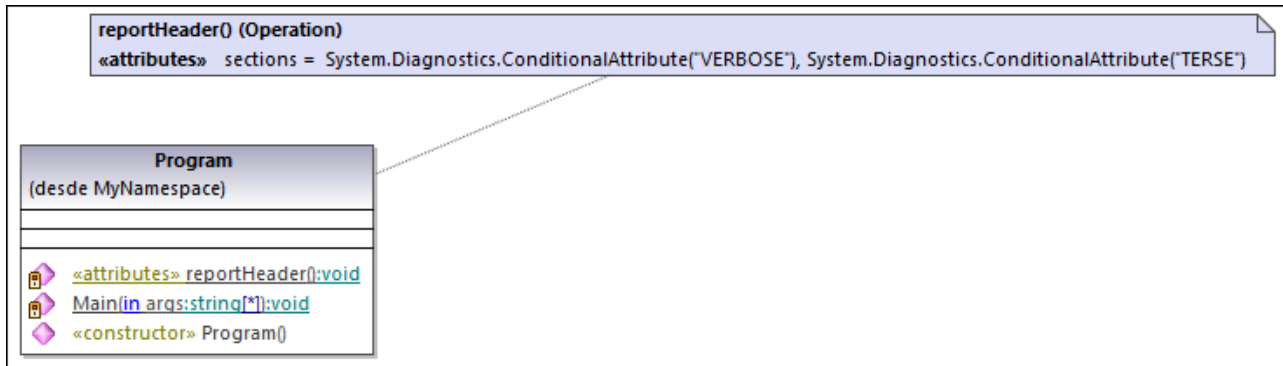 reportHeader() (Operation)
«attributes» sections = System.Diagnostics.ConditionalAttribute("VERBOSE"), System.Diagnostics.ConditionalAttribute("TERSE")
Program
(desde MyNamespace)
«attributes» reportHeader():void
Main(in args:string[*]):void
«constructor» Program()